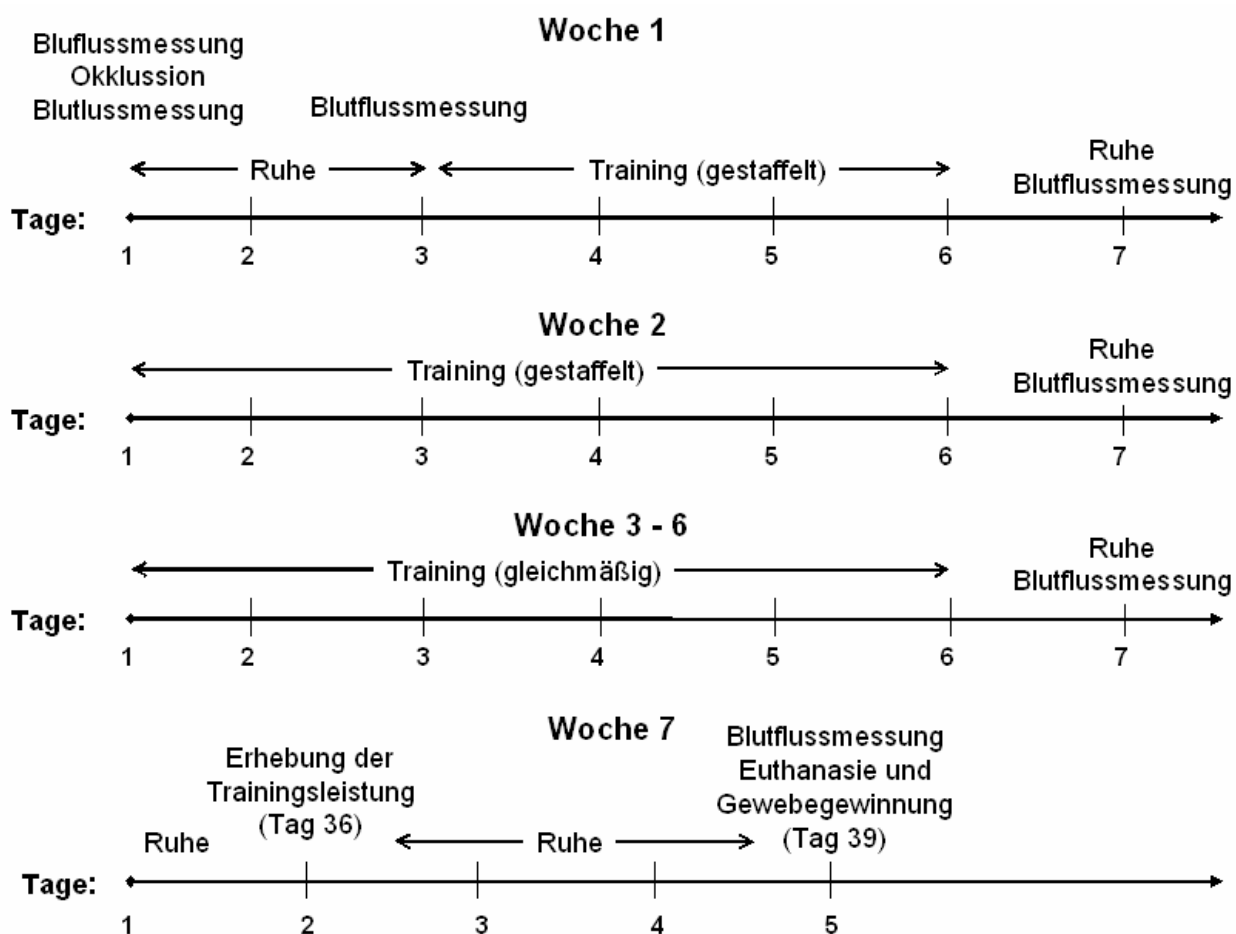 Woche 1
Bluflussmessung
Okklussion
Blutlussmessung
Blutflussmessung
Ruhe
Training (gestaffelt)
Ruhe
Blutflussmessung
Tage:
1 2 3 4 5 6 7
Woche 2
Training (gestaffelt)
Ruhe
Blutflussmessung
Tage:
1 2 3 4 5 6 7
Woche 3 - 6
Training (gleichmäßig)
Ruhe
Blutflussmessung
Tage:
1 2 3 4 5 6 7
Woche 7
Ruhe
Erhebung der
Trainingsleistung
(Tag 36)
Ruhe
Blutflussmessung
Euthanasie und
Gewebegewinnung
(Tag 39)
Tage:
1 2 3 4 5